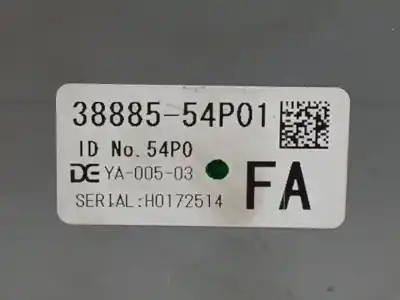 38885-54P01
ID No. 54P0
DE YA-005-03
SERIAL:H0172514
FA